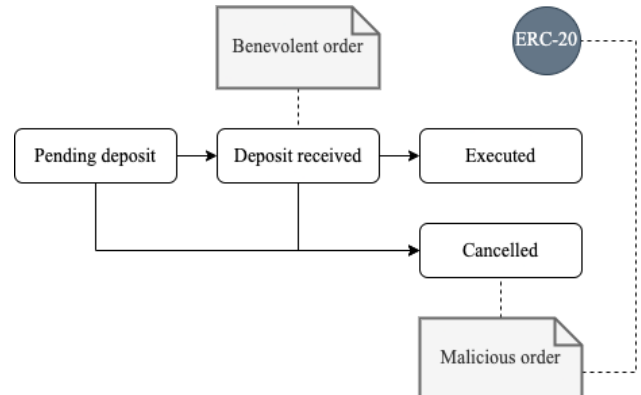 Benevolent order
ERC-20
Pending deposit
Deposit received
Executed
Cancelled
Malicious order